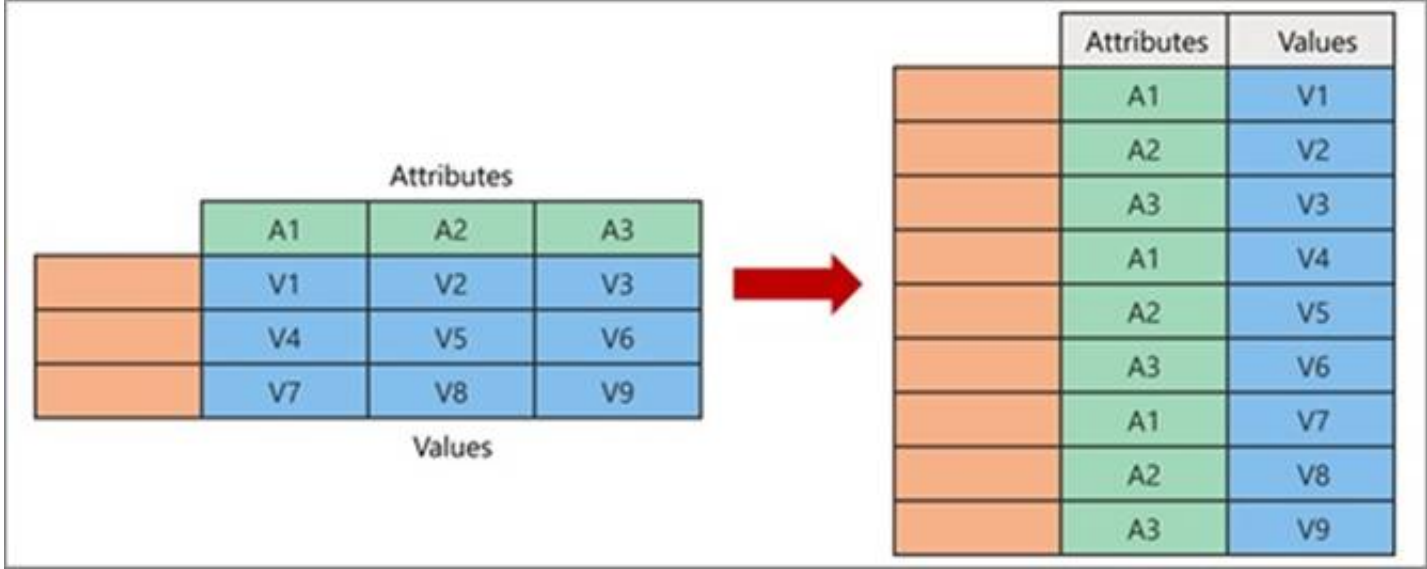 Attributes
A1 A2 A3
V1 V2 V3
V4 V5 V6
V7 V8 V9
Values
Attributes Values
A1 V1
A2 V2
A3 V3
A1 V4
A2 V5
A3 V6
A1 V7
A2 V8
A3 V9